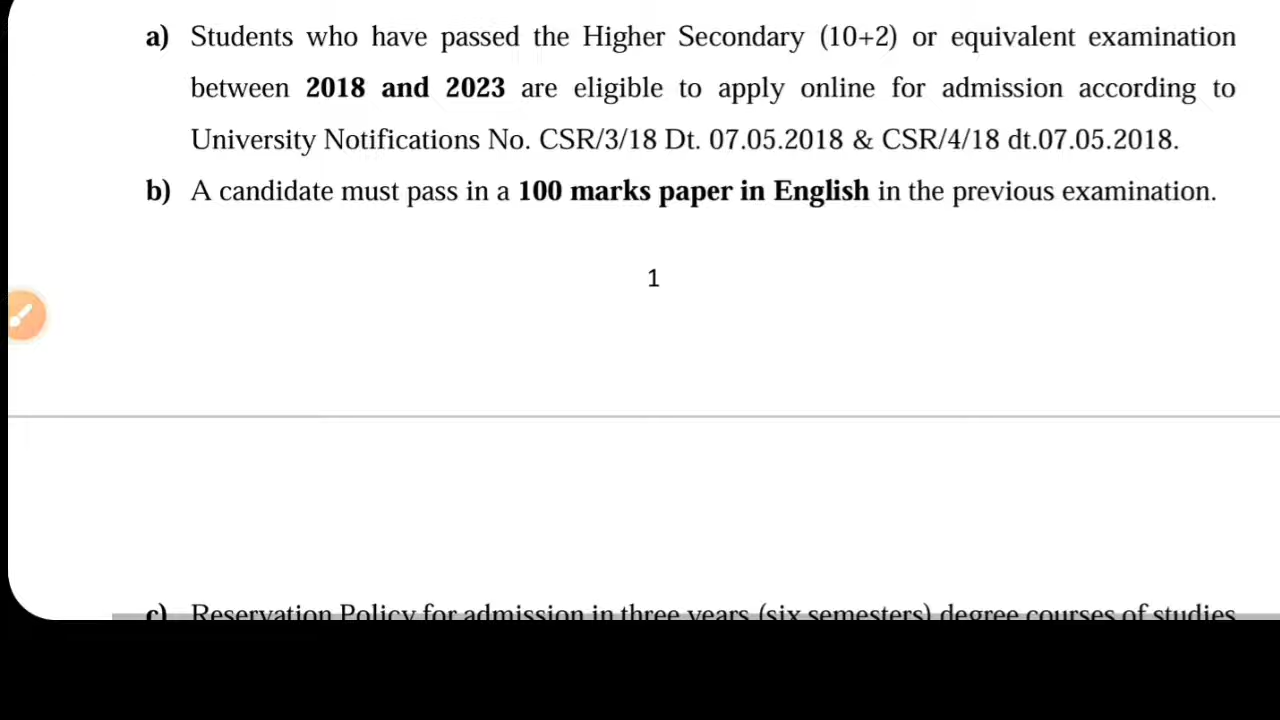 a) Students who have passed the Higher Secondary (10+2) or equivalent examination
between 2018 and 2023 are eligible to apply online for admission according to
University Notifications No. CSR/3/18 Dt. 07.05.2018 & CSR/4/18 dt.07.05.2018.
b) A candidate must pass in a 100 marks paper in English in the previous examination.
1
c) Reservation Policy for admission in three years (six semesters) degree courses of studies